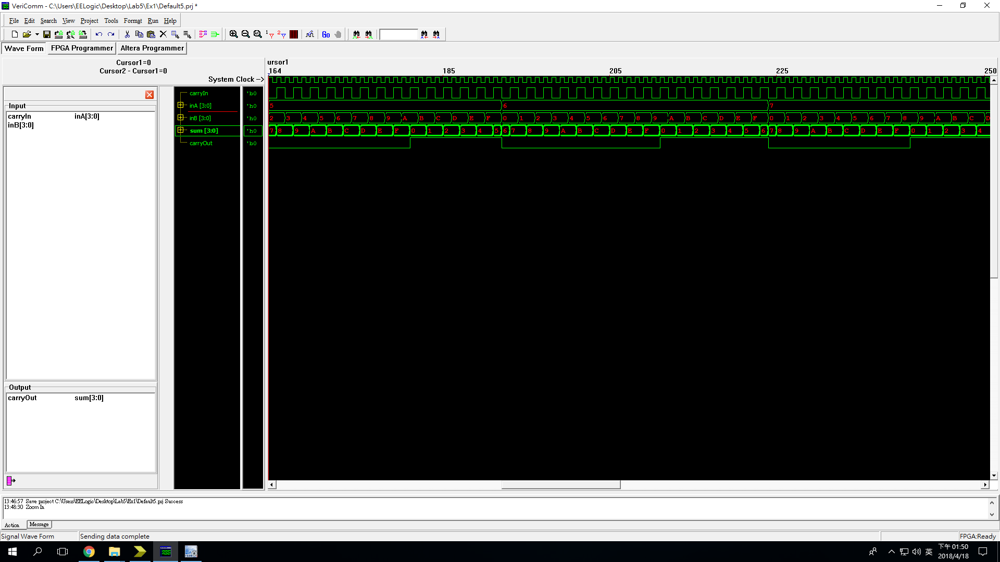 VeriComm - C:\Users\EELogic\Desktop\Lab5\Ex1\Default5.prj *
File Edit Search View Project Tools Format Run Help
1 2 Go
Wave Form FPGA Programmer Altera Programmer
Cursor1=0
Cursor2 - Cursor1=0
System Clock ->
ursor1
164 185 205 225 250
Input
carryIn inA[3:0]
inB[3:0]
Output
carryOut sum[3:0]
carryIn 'b0
inA [3:0] 'h0 5 6 7
inB [3:0] 'h0 2 3 4 5 6 7 8 9 A B C D E F 0 1 2 3 4 5 6 7 8 9 A B C D E F 0 1 2 3 4 5 6 7 8 9 A B C D
sum [3:0] 'h0 7 8 9 A B C D E F 0 1 2 3 4 5 6 7 8 9 A B C D E F 0 1 2 3 4 5 6 7 8 9 A B C D E F 0 1 2 3 4
carryOut 'b0
13:46:57 Save project C:\Users\EELogic\Desktop\Lab5\Ex1\Default5.prj Success
13:48:30 Zoom In
Action Message
Signal Wave Form Sending data complete FPGA:Ready
英 下午 01:50
2018/4/18